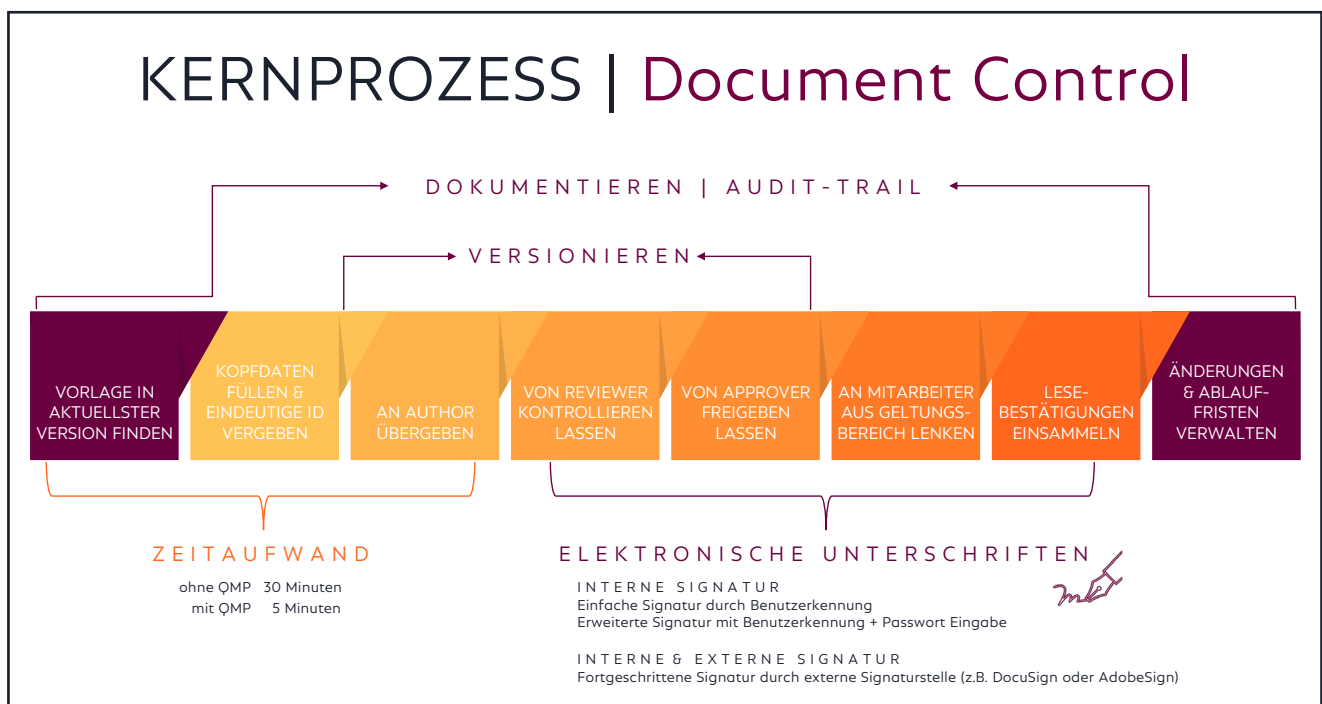 KERNPROZESS | Document Control
DOKUMENTIEREN | AUDIT-TRAIL
VERSIONIEREN
VORLAGE IN
AKTUELLSTER
VERSION FINDEN
KOPFDATEN
FÜLLEN &
EINDEUTIGE ID
VERGEBEN
AN AUTHOR
ÜBERGEBEN
VON REVIEWER
KONTROLLIEREN
LASSEN
VON APPROVER
FREIGEBEN
LASSEN
AN MITARBEITER
AUS GELTUNGS-
BEREICH LENKEN
LESE-
BESTÄTIGUNGEN
EINSAMMELN
ÄNDERUNGEN
& ABLAUF-
FRISTEN
VERWALTEN
ZEITAUFWAND
ohne QMP 30 Minuten
mit QMP 5 Minuten
ELEKTRONISCHE UNTERSCHRIFTEN
INTERNE SIGNATUR
Einfache Signatur durch Benutzerkennung
Erweiterte Signatur mit Benutzerkennung + Passwort Eingabe
INTERNE & EXTERNE SIGNATUR
Fortgeschrittene Signatur durch externe Signaturstelle (z.B. DocuSign oder AdobeSign)